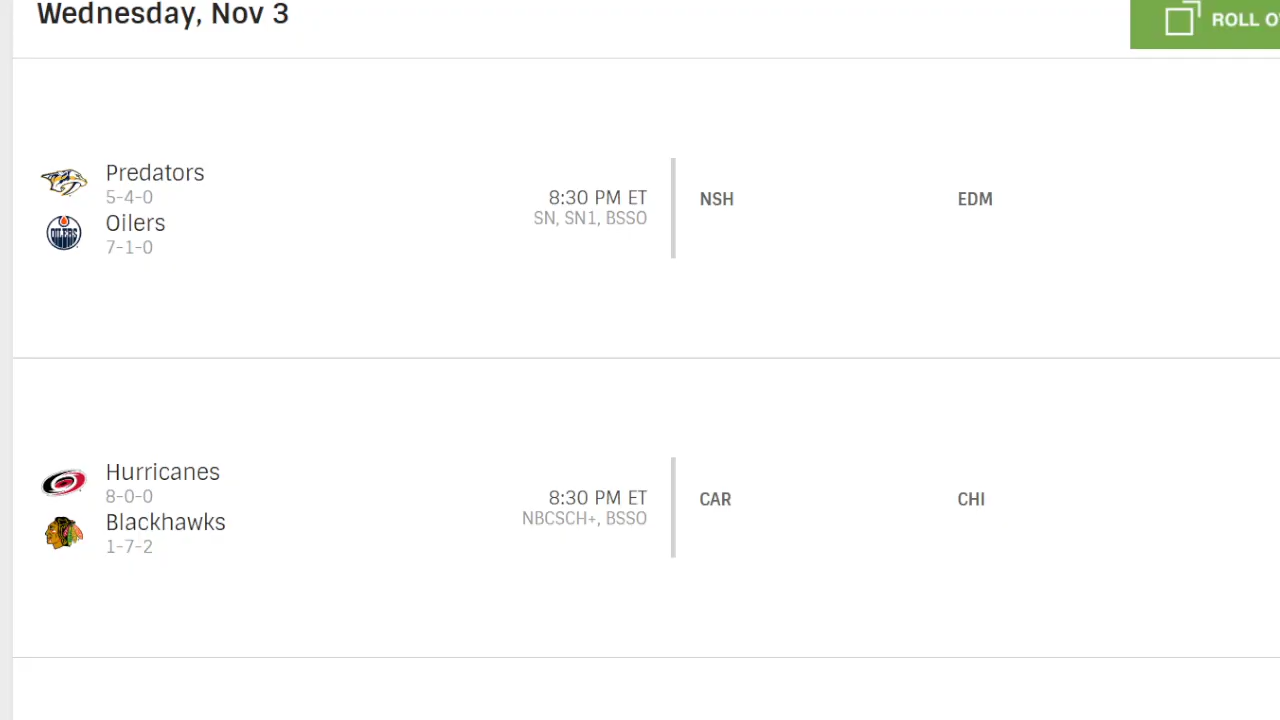 Wednesday, Nov 3
ROLL O
Predators
5-4-0
Oilers
7-1-0
8:30 PM ET
SN, SN1, BSSO
NSH
EDM
OILERS
Hurricanes
8-0-0
Blackhawks
1-7-2
8:30 PM ET
NBCSCH+, BSSO
CAR
CHI